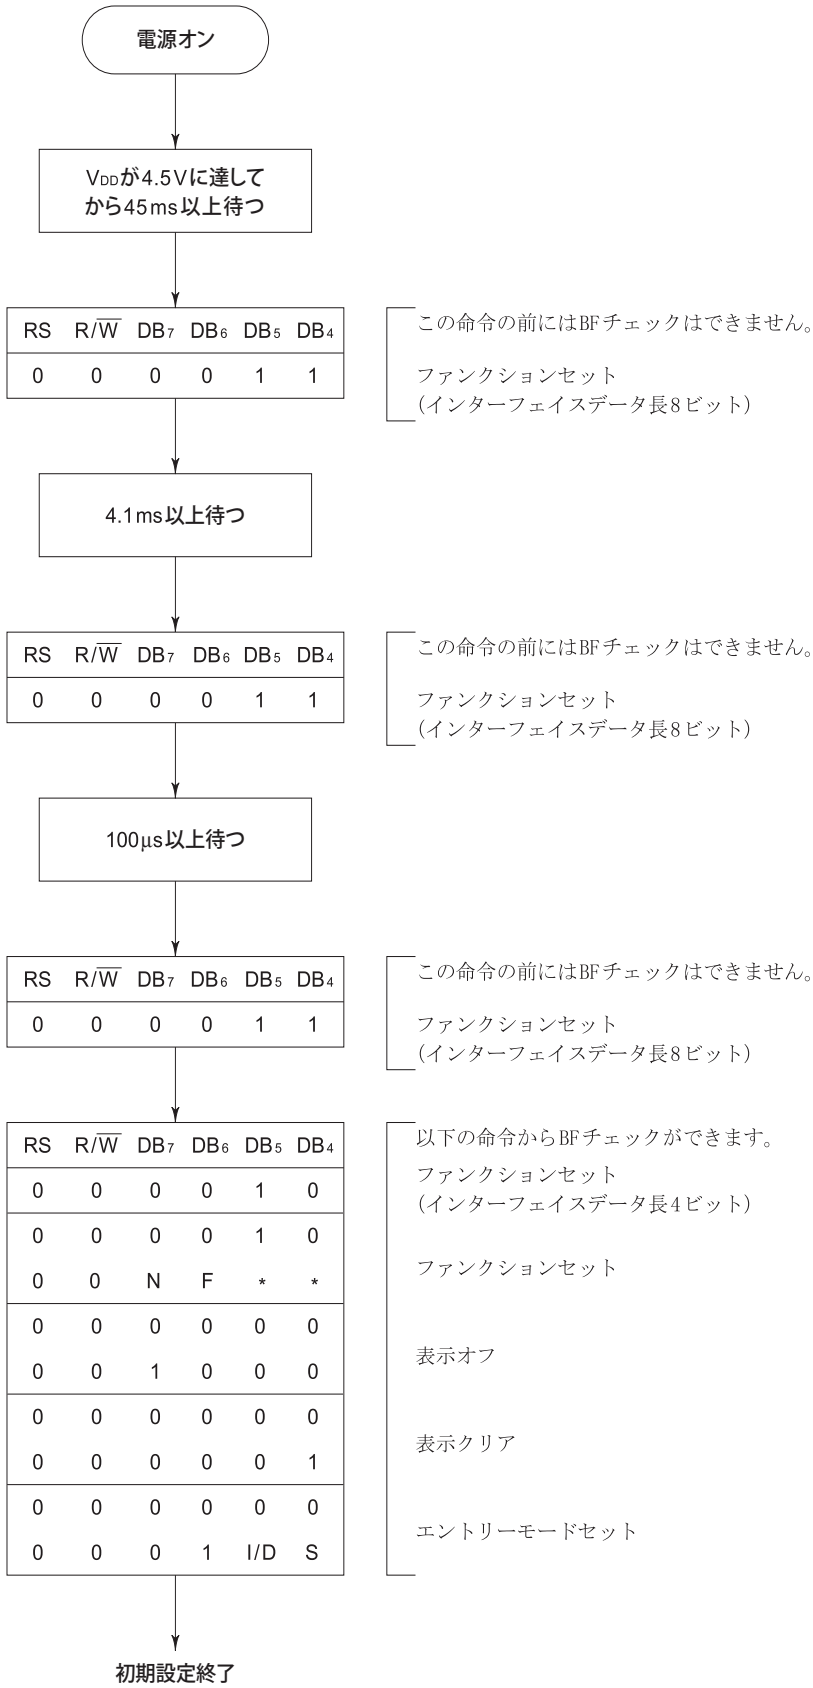 電源オン
VDDが4.5Vに達して
から45ms以上待つ
RS R/W DB7 DB6 DB5 DB4
0 0 0 0 1 1
この命令の前にはBFチェックはできません。
ファンクションセット
(インターフェイスデータ長8ビット)
4.1ms以上待つ
RS R/W DB7 DB6 DB5 DB4
0 0 0 0 1 1
この命令の前にはBFチェックはできません。
ファンクションセット
(インターフェイスデータ長8ビット)
100μs以上待つ
RS R/W DB7 DB6 DB5 DB4
0 0 0 0 1 1
この命令の前にはBFチェックはできません。
ファンクションセット
(インターフェイスデータ長8ビット)
RS R/W DB7 DB6 DB5 DB4
0 0 0 0 1 0
0 0 0 0 1 0
0 0 N F * *
0 0 0 0 0 0
0 0 1 0 0 0
0 0 0 0 0 0
0 0 0 0 0 1
0 0 0 0 0 0
0 0 0 1 I/D S
以下の命令からBFチェックができます。
ファンクションセット
(インターフェイスデータ長4ビット)
ファンクションセット
表示オフ
表示クリア
エントリーモードセット
初期設定終了